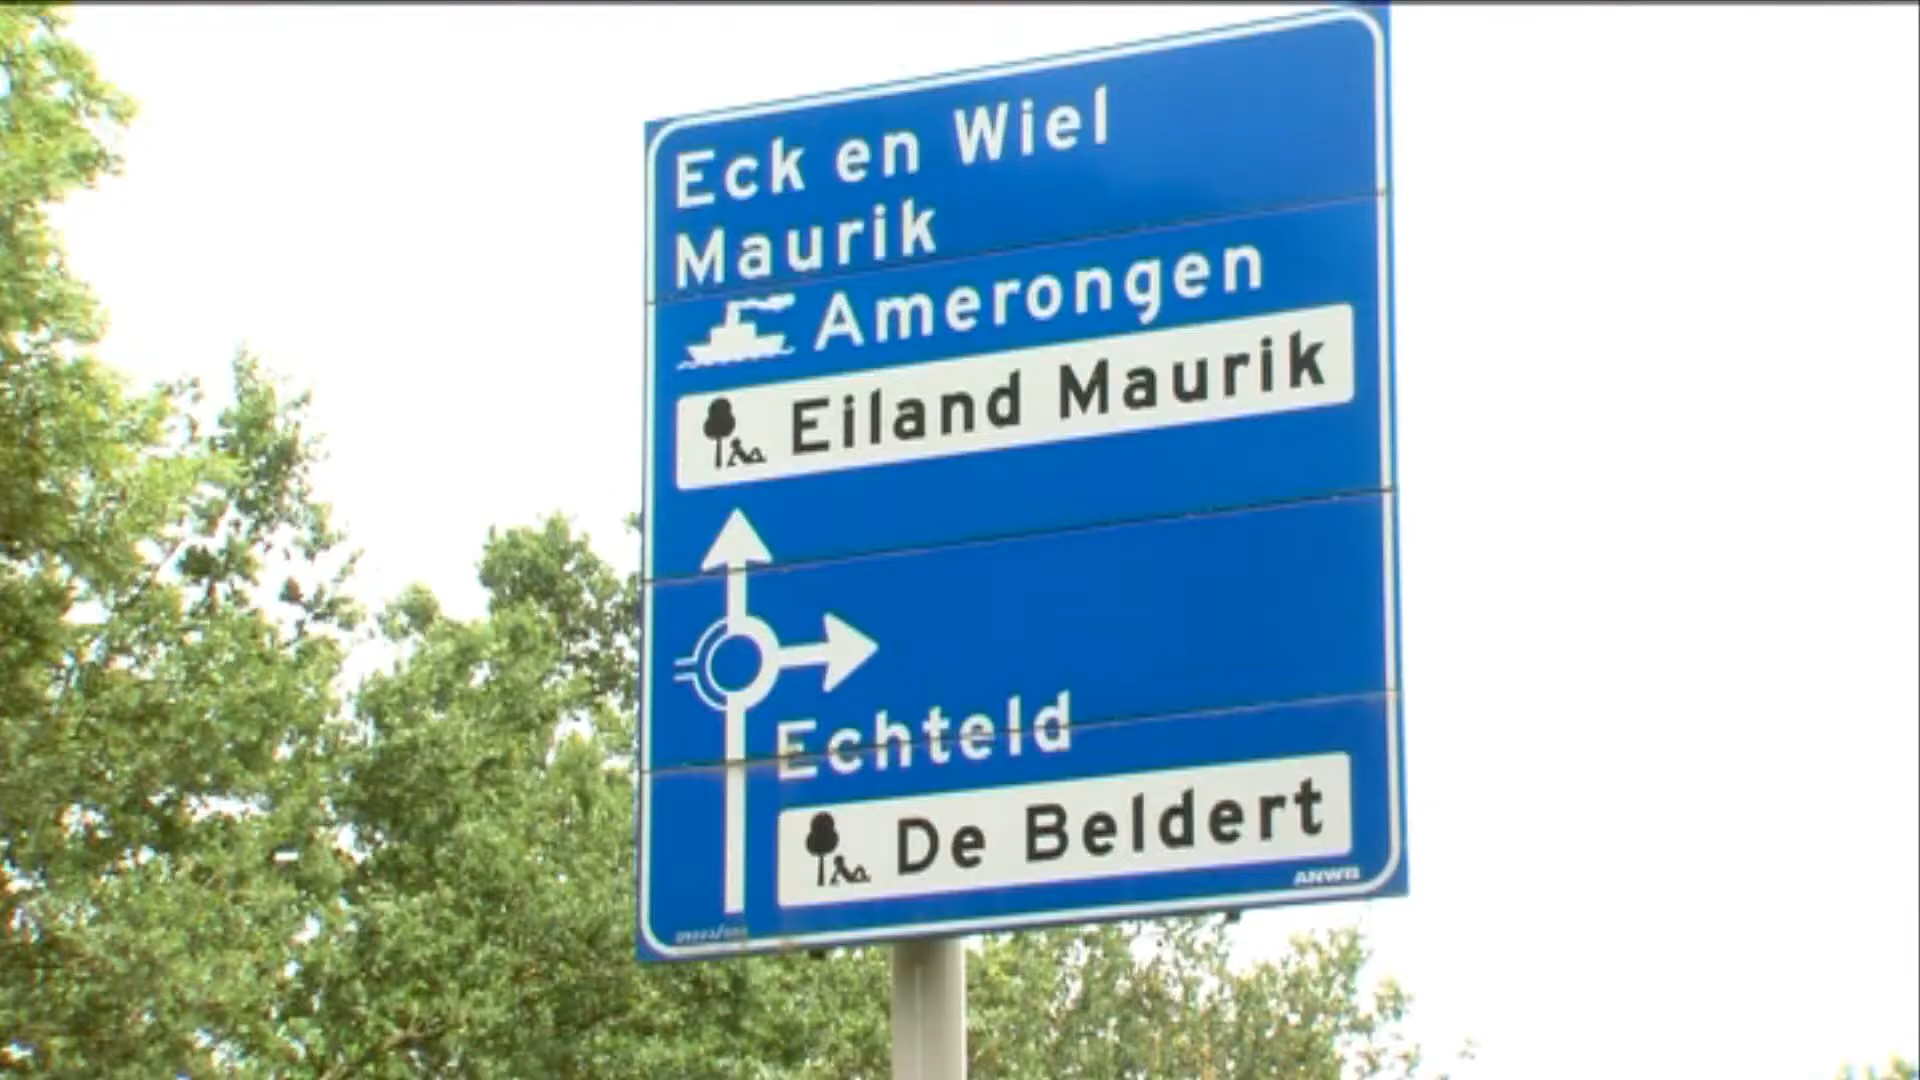 Eck en Wiel
Maurik
Amerongen
Eiland Maurik
Echteld
De Beldert
ANWB